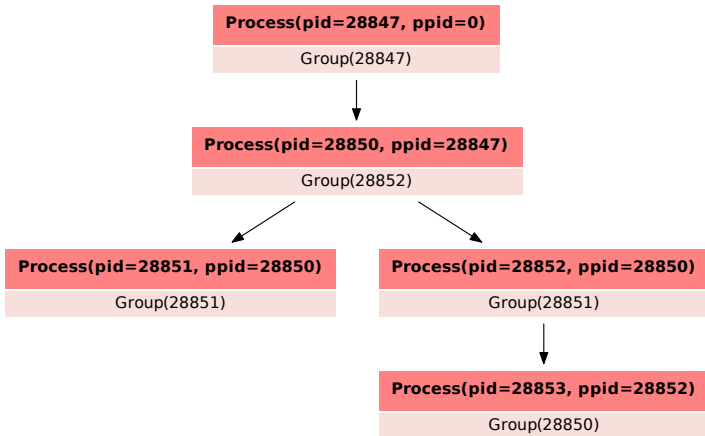 Process(pid=28847, ppid=0)
Group(28847)
Process(pid=28850, ppid=28847)
Group(28852)
Process(pid=28851, ppid=28850)
Group(28851)
Process(pid=28852, ppid=28850)
Group(28851)
Process(pid=28853, ppid=28852)
Group(28850)